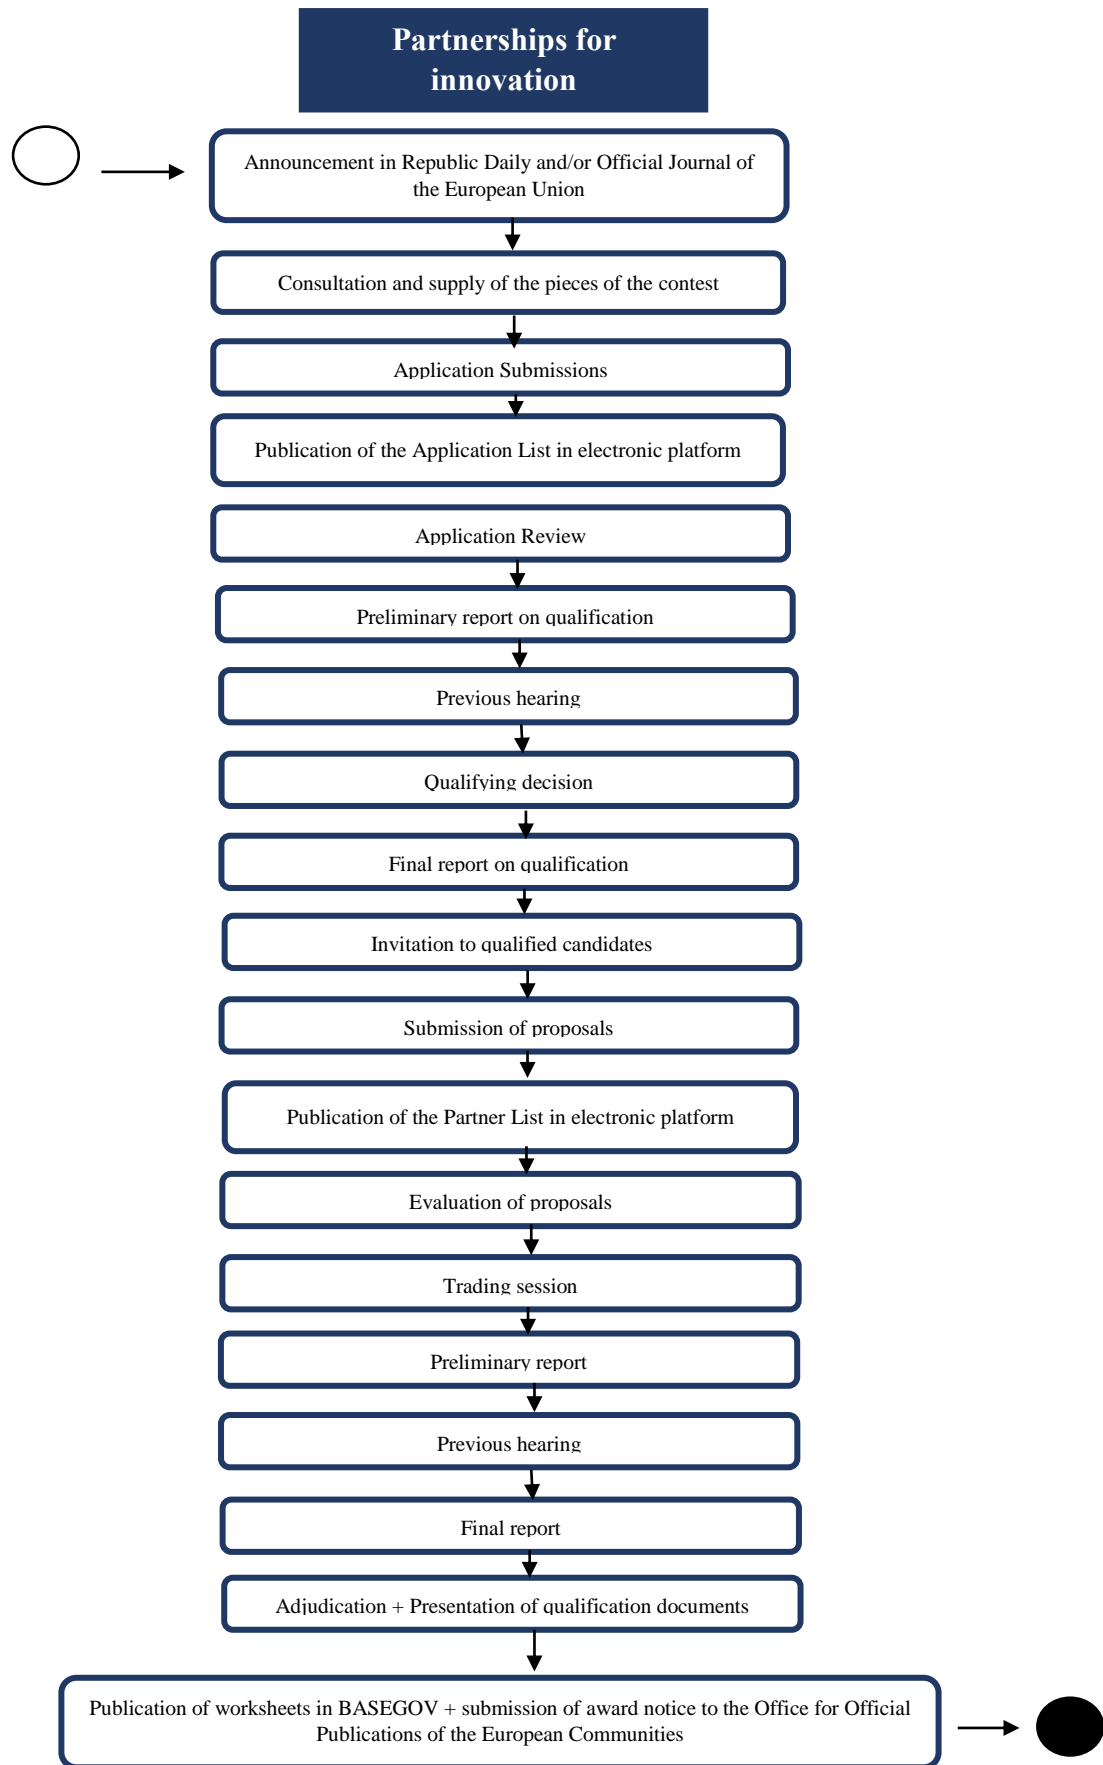 Partnerships for
innovation
Announcement in Republic Daily and/or Official Journal of
the European Union
Consultation and supply of the pieces of the contest
Application Submissions
Publication of the Application List in electronic platform
Application Review
Preliminary report on qualification
Previous hearing
Qualifying decision
Final report on qualification
Invitation to qualified candidates
Submission of proposals
Publication of the Partner List in electronic platform
Evaluation of proposals
Trading session
Preliminary report
Previous hearing
Final report
Adjudication + Presentation of qualification documents
Publication of worksheets in BASEGOV + submission of award notice to the Office for Official
Publications of the European Communities